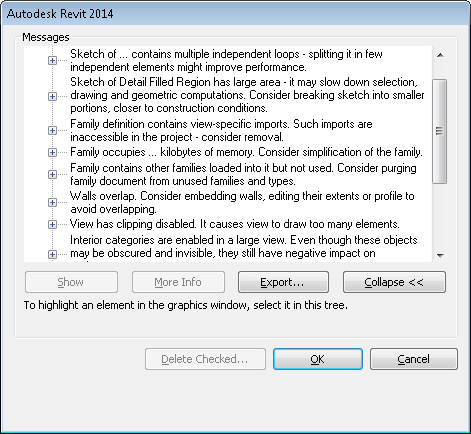 Autodesk Revit 2014
Messages
Sketch of ... contains multiple independent loops - splitting it in few
independent elements might improve performance.
Sketch of Detail Filled Region has large area - it may slow down selection,
drawing and geometric computations. Consider breaking sketch into smaller
portions, closer to construction conditions.
Family definition contains view-specific imports. Such imports are
inaccessible in the project - consider removal.
Family occupies ... kilobytes of memory. Consider simplification of the family.
Family contains other families loaded into it but not used. Consider purging
family document from unused families and types.
Walls overlap. Consider embedding walls, editing their extents or profile to
avoid overlapping.
View has clipping disabled. It causes view to draw too many elements.
Interior categories are enabled in a large view. Even though these objects
may be obscured and invisible, they still have negative impact on
Show More Info Export... Collapse <<
To highlight an element in the graphics window, select it in this tree.
Delete Checked... OK Cancel